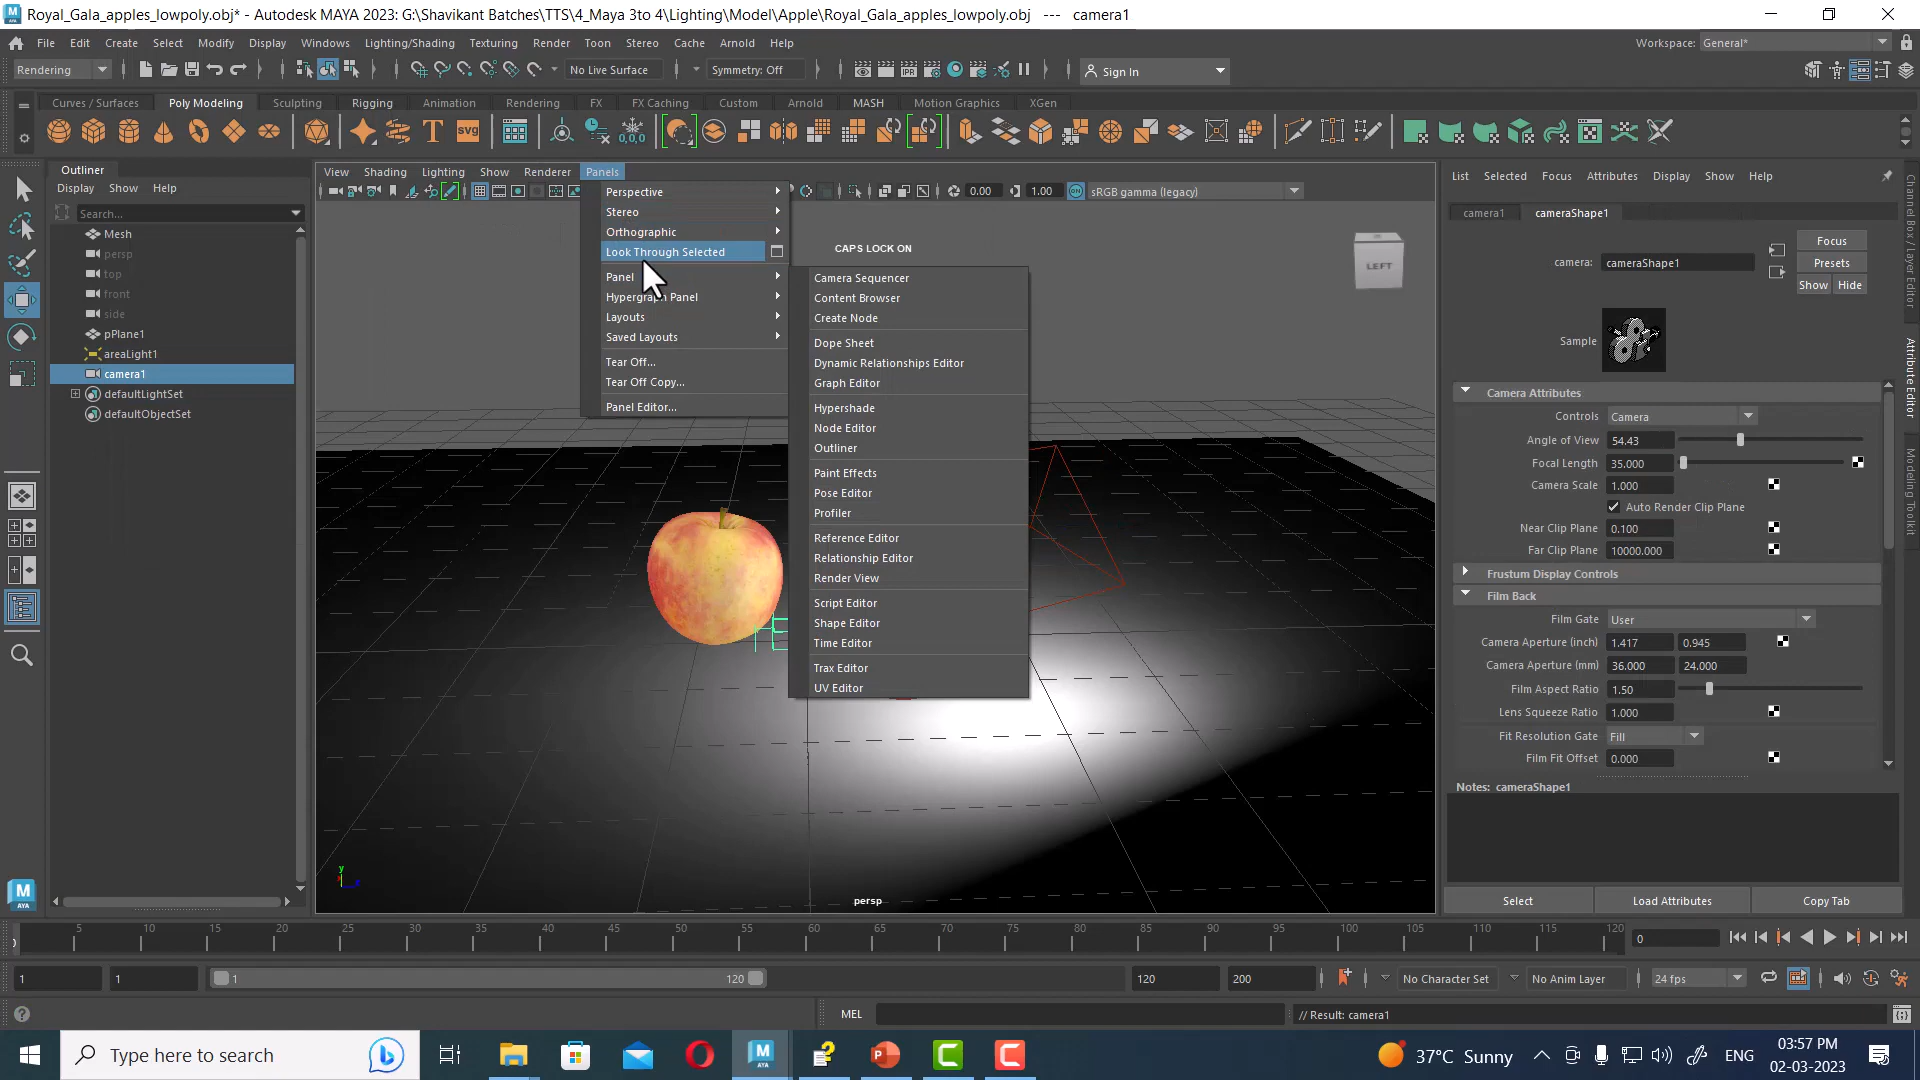 Royal_Gala_apples_lowpoly.obj* - Autodesk MAYA 2023: G:\Shavikant Batches\TTS\4_Maya 3to 4\Lighting\Model\Apple\Royal_Gala_apples_lowpoly.obj --- camera1
File Edit Create Select Modify Display Windows Lighting/Shading Texturing Render Toon Stereo Cache Arnold Help Workspace: General*
Rendering No Live Surface Symmetry: Off Sign In
Curves / Surfaces Poly Modeling Sculpting Rigging Animation Rendering FX FX Caching Custom Arnold MASH Motion Graphics XGen
T svg 0,0,0
Outliner
Display Show Help
Search...
Mesh
persp
top
front
side
pPlane1
areaLight1
camera1
defaultLightSet
defaultObjectSet
View Shading Lighting Show Renderer Panels
0.00 1.00 ON sRGB gamma (legacy)
Perspective
Stereo
Orthographic
Look Through Selected
Panel
Hypergraph Panel
Layouts
Saved Layouts
Tear Off...
Tear Off Copy...
Panel Editor...
CAPS LOCK ON
LEFT
Camera Sequencer
Content Browser
Create Node
Dope Sheet
Dynamic Relationships Editor
Graph Editor
Hypershade
Node Editor
Outliner
Paint Effects
Pose Editor
Profiler
Reference Editor
Relationship Editor
Render View
Script Editor
Shape Editor
Time Editor
Trax Editor
UV Editor
y
persp
List Selected Focus Attributes Display Show Help
camera1 cameraShape1
camera: cameraShape1
Focus
Presets
Show Hide
Sample
Camera Attributes
Controls Camera
Angle of View 54.43
Focal Length 35.000
Camera Scale 1.000
Auto Render Clip Plane
Near Clip Plane 0.100
Far Clip Plane 10000.000
Frustum Display Controls
Film Back
Film Gate User
Camera Aperture (inch) 1.417 0.945
Camera Aperture (mm) 36.000 24.000
Film Aspect Ratio 1.50
Lens Squeeze Ratio 1.000
Fit Resolution Gate Fill
Film Fit Offset 0.000
Notes: cameraShape1
Select Load Attributes Copy Tab
Channel Box / Layer Editor
Attribute Editor
Modeling Toolkit
M
AYA
5 10 15 20 25 30 35 40 45 50 55 60 65 70 75 80 85 90 95 100 105 110 115 120 0
1 1 1 120 120 200 No Character Set No Anim Layer 24 fps
MEL // Result: camera1
Type here to search 37°C Sunny ENG 03:57 PM
02-03-2023